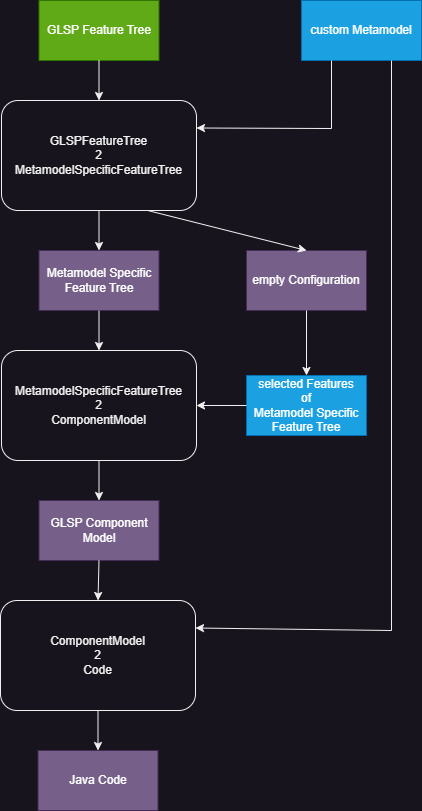 GLSP Feature Tree
custom Metamodel
GLSPFeatureTree
2
MetamodelSpecificFeatureTree
Metamodel Specific
Feature Tree
empty Configuration
MetamodelSpecificFeatureTree
2
ComponentModel
selected Features
of
Metamodel Specific
Feature Tree
GLSP Component
Model
ComponentModel
2
Code
Java Code